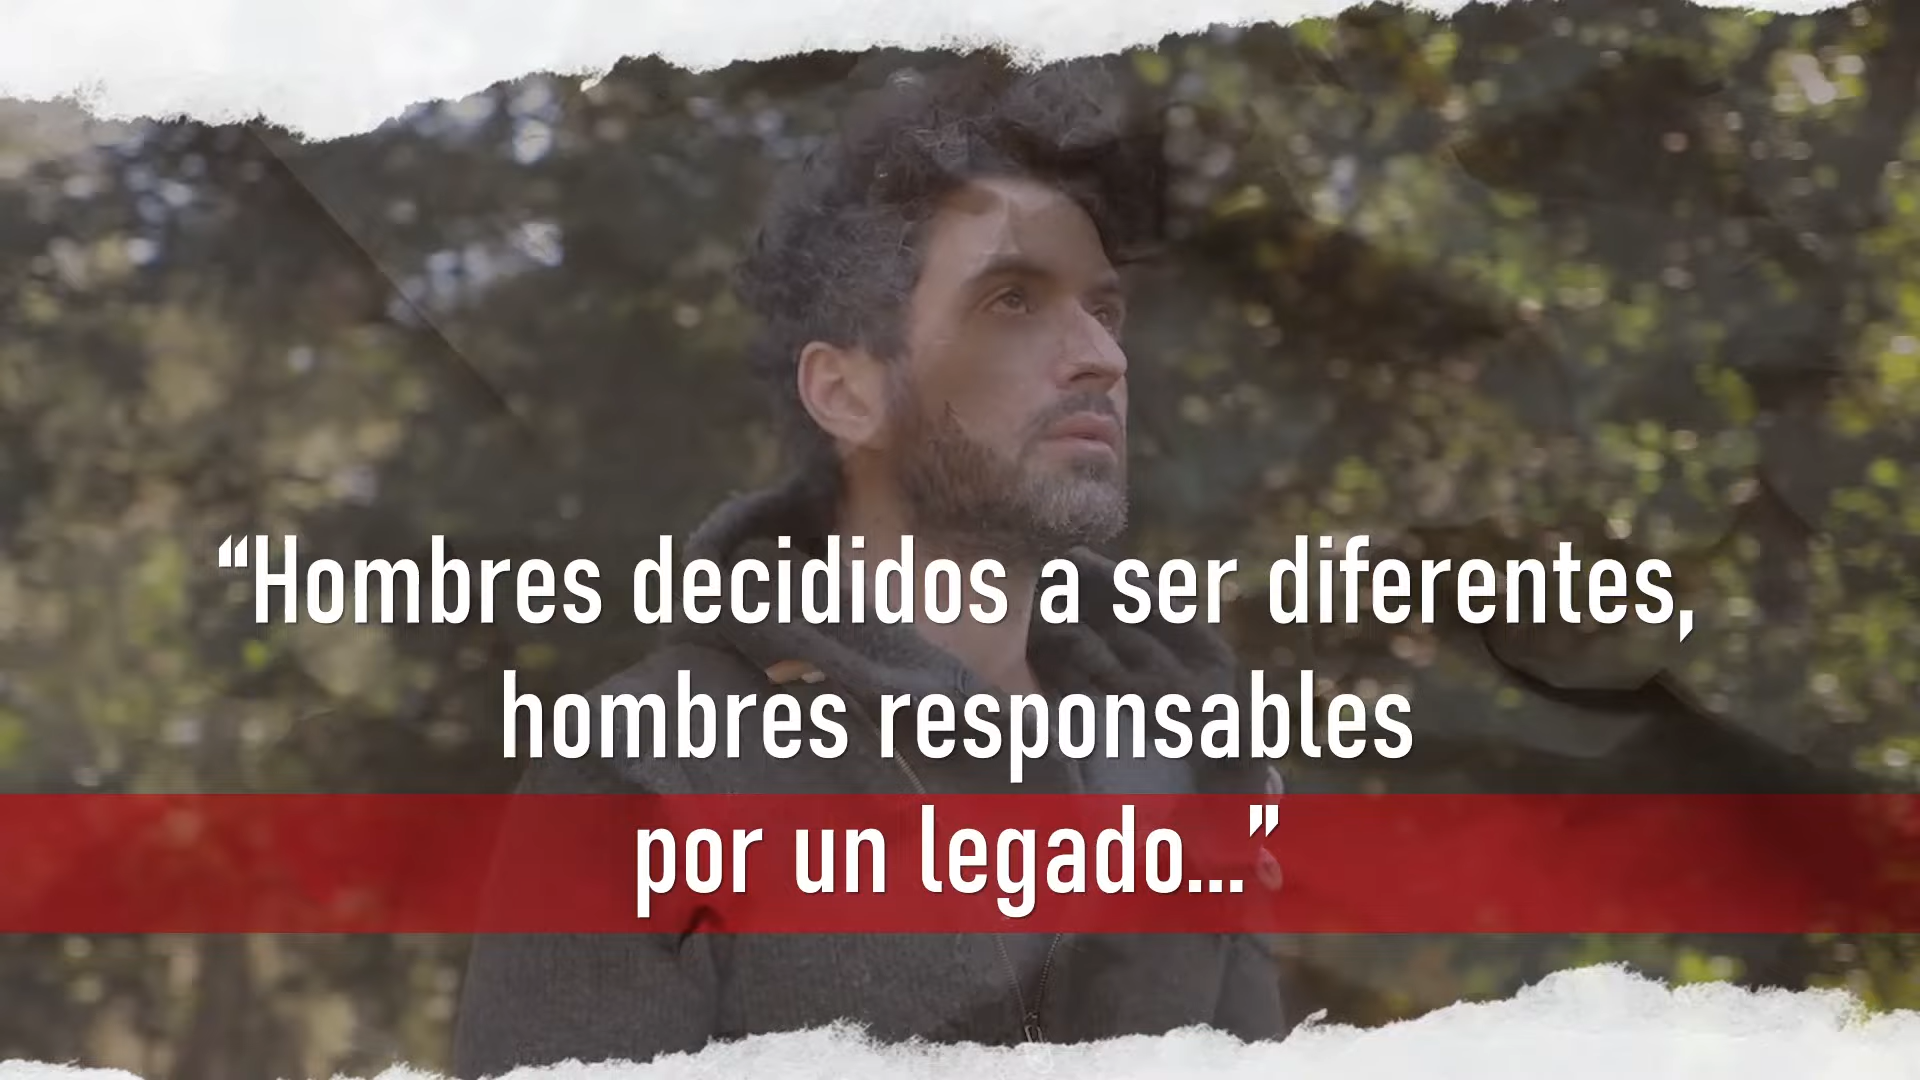 “Hombres decididos a ser diferentes,
hombres responsables
por un legado...”